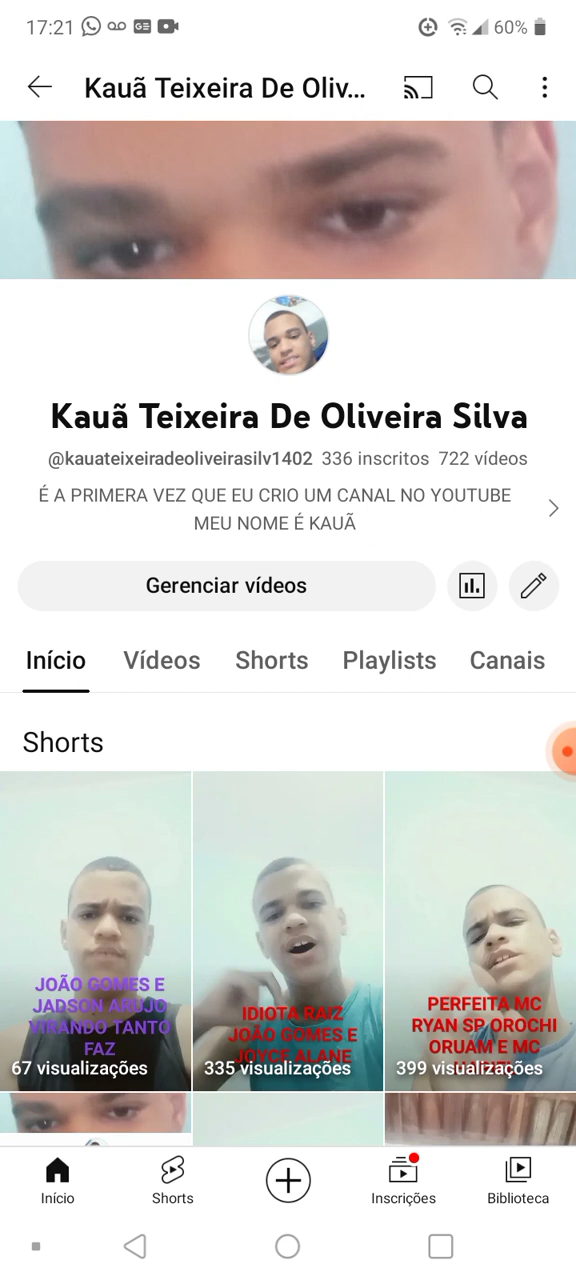 17:21
60%
Kauã Teixeira De Oliv...
Kauã Teixeira De Oliveira Silva
@kauateixeiradeoliveirasilv1402 336 inscritos 722 vídeos
É A PRIMERA VEZ QUE EU CRIO UM CANAL NO YOUTUBE
MEU NOME É KAUÃ
Gerenciar vídeos
Início Vídeos Shorts Playlists Canais
Shorts
JOÃO GOMES E
JADSON ARUJO
VIRANDO TANTO
FAZ
67 visualizações
IDIOTA RAIZ
JOÃO GOMES E
JOYCE ALANE
335 visualizações
PERFEITA MC
RYAN SP OROCHI
ORUAM E MC
399 visualizações
Início Shorts Inscrições Biblioteca